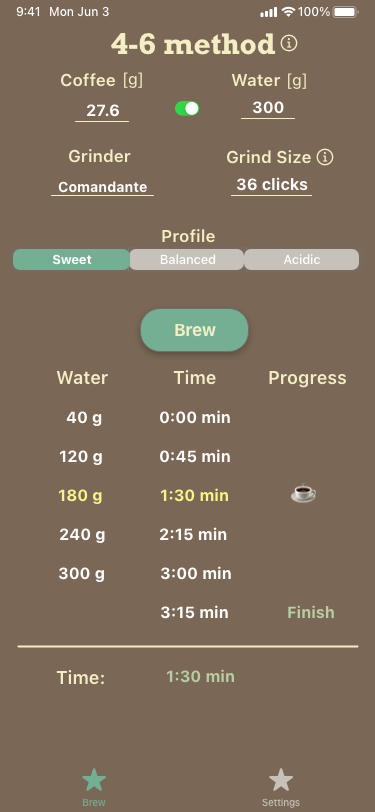 9:41 Mon Jun 3 100%
4-6 method
Coffee [g] Water [g]
27.6 300
Grinder Grind Size
Comandante 36 clicks
Profile
Sweet Balanced Acidic
Brew
Water Time Progress
40 g 0:00 min
120 g 0:45 min
180 g 1:30 min
240 g 2:15 min
300 g 3:00 min
3:15 min Finish
Time: 1:30 min
Brew Settings